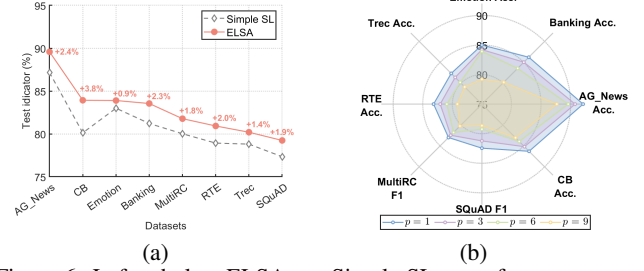 95
90
85
80
75
Test idicator (%)
Simple SL
ELSA
+2.4%
+3.8%
+0.9%
+2.3%
+1.8%
+2.0%
+1.4%
+1.9%
AG_News
CB
Emotion
Banking
MultiRC
RTE
Trec
SQuAD
Datasets
(a)
Emotion Acc.
90
Trec Acc.
Banking Acc.
85
80
75
RTE
Acc.
AG_News
Acc.
MultiRC
F1
CB
Acc.
SQuAD F1
p = 1
p = 3
p = 6
p = 9
(b)